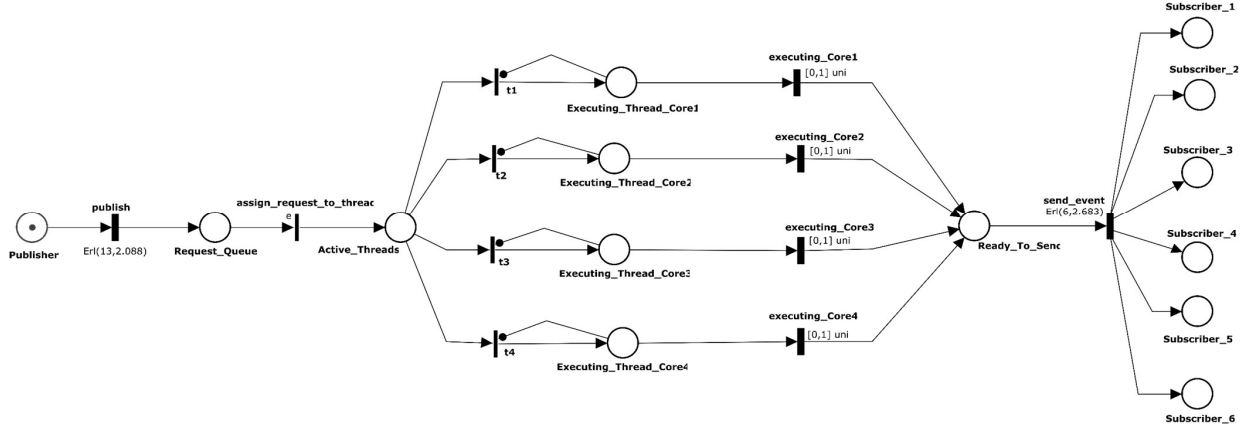 Publisher
publish
Erl(13,2.088)
Request_Queue
assign_request_to_threac
e
Active_Threads
t1
Executing_Thread_Core1
executing_Core1
[0,1] uni
t2
Executing_Thread_Core2
executing_Core2
[0,1] uni
t3
Executing_Thread_Core3
executing_Core3
[0,1] uni
t4
Executing_Thread_Core4
executing_Core4
[0,1] uni
Ready_To_Senc
send_event
Erl(6,2.683)
Subscriber_1
Subscriber_2
Subscriber_3
Subscriber_4
Subscriber_5
Subscriber_6